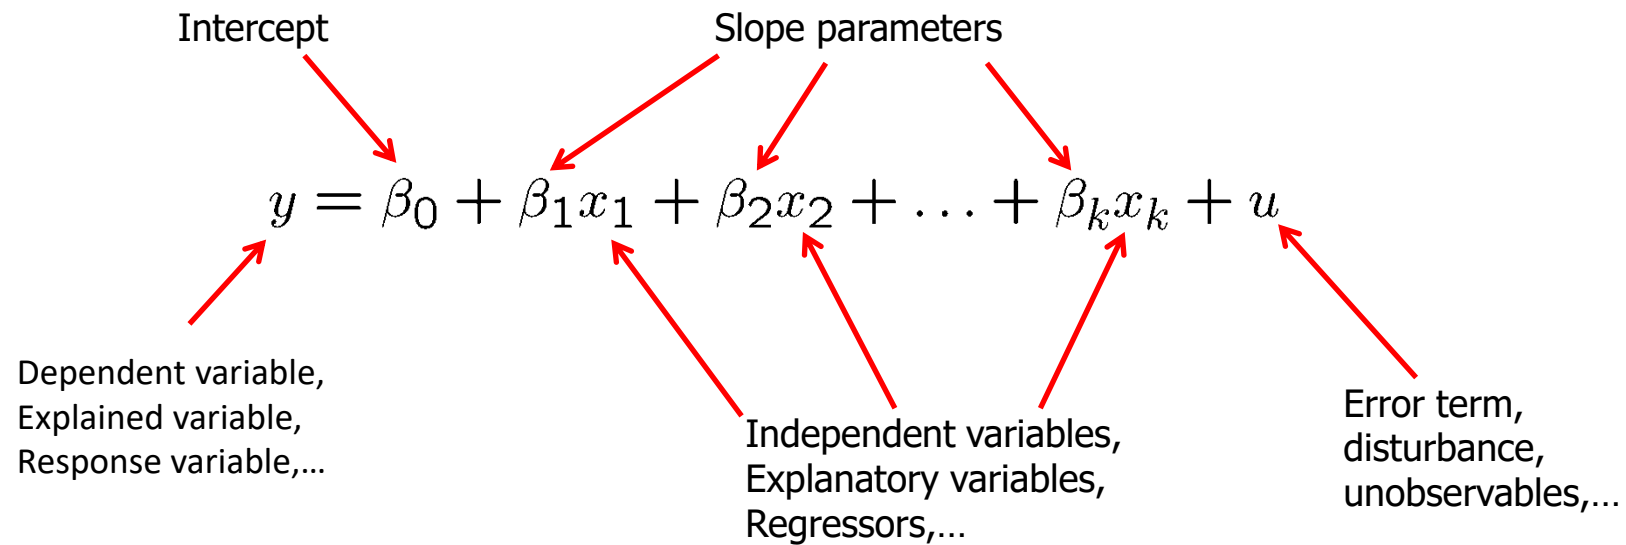 Intercept
Slope parameters
y = β₀ + β₁x₁ + β₂x₂ + . . . + βₖxₖ + u
Dependent variable,
Explained variable,
Response variable,...
Independent variables,
Explanatory variables,
Regressors,...
Error term,
disturbance,
unobservables,...